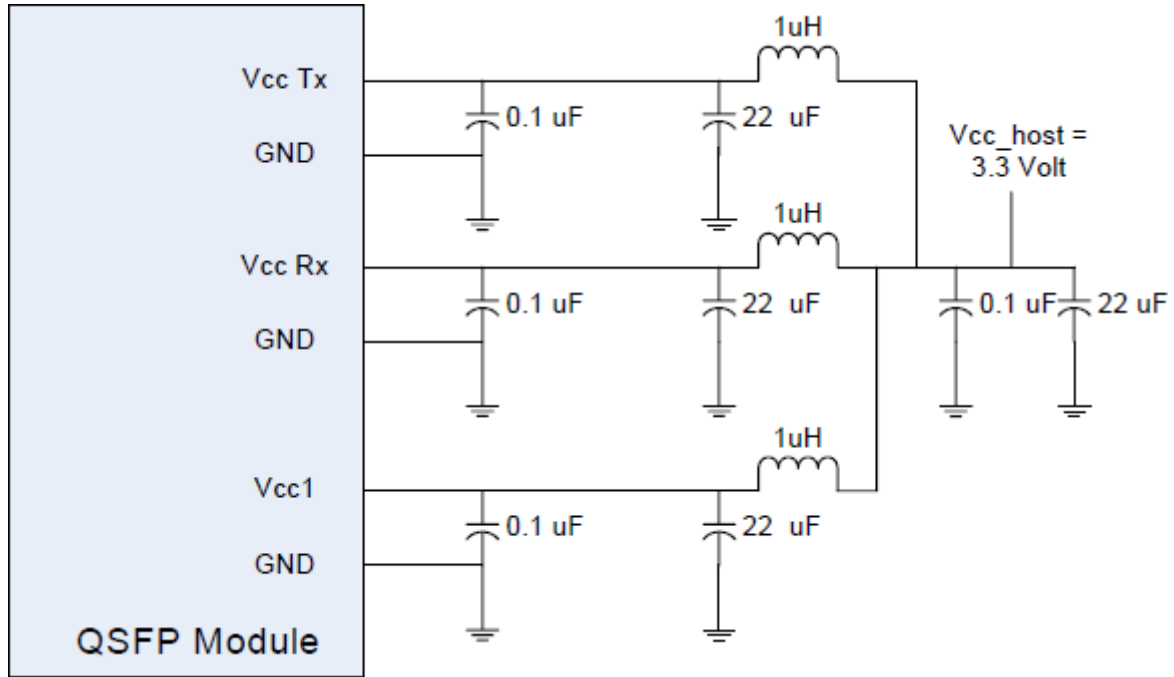 1uH
Vcc Tx
0.1 uF
22 uF
GND
Vcc_host =
3.3 Volt
1uH
Vcc Rx
0.1 uF
22 uF
0.1 uF
22 uF
GND
1uH
Vcc1
0.1 uF
22 uF
GND
QSFP Module